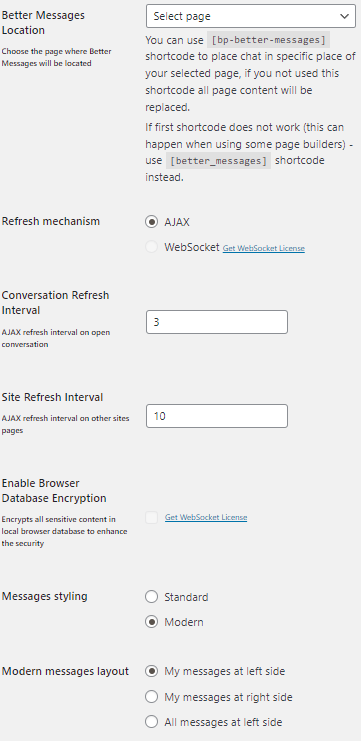 Better Messages
Location
Choose the page where Better
Messages will be located
Select page
You can use [bp-better-messages]
shortcode to place chat in specific place of
your selected page, if you not used this
shortcode all page content will be
replaced.
If first shortcode does not work (this can
happen when using some page builders) -
use [better_messages] shortcode
instead.
Refresh mechanism
AJAX
WebSocket Get WebSocket License
Conversation Refresh
Interval
AJAX refresh interval on open
conversation
3
Site Refresh Interval
AJAX refresh interval on other sites
pages
10
Enable Browser
Database Encryption
Encrypts all sensitive content in
local browser database to enhance
the security
Get WebSocket License
Messages styling
Standard
Modern
Modern messages layout
My messages at left side
My messages at right side
All messages at left side